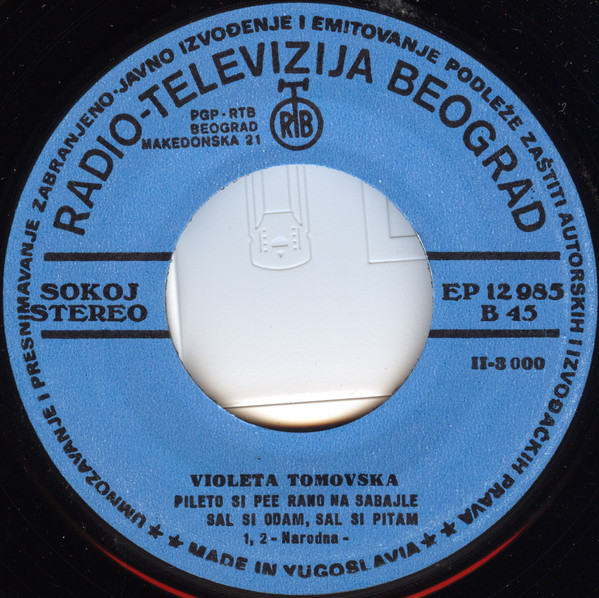 UMNOŽAVANJE I PRESNIMAVANJE ZABRANJENO·JAVNO IZVOĐENJE I EMITOVANJE PODLEŽE ZAŠTITI AUTORSKIH I IZVOĐAČKIH PRAVA
RADIO-TELEVIZIJA BEOGRAD
PGP - RTB
BEOGRAD
MAKEDONSKA 21
RTB
SOKOJ
STEREO
EP 12 985
B 45
II-3 000
VIOLETA TOMOVSKA
PILETO SI PEE RANO NA SABAJLE
SAL SI ODAM, SAL SI PITAM
1, 2 - Narodna -
★ MADE IN YUGOSLAVIA ★